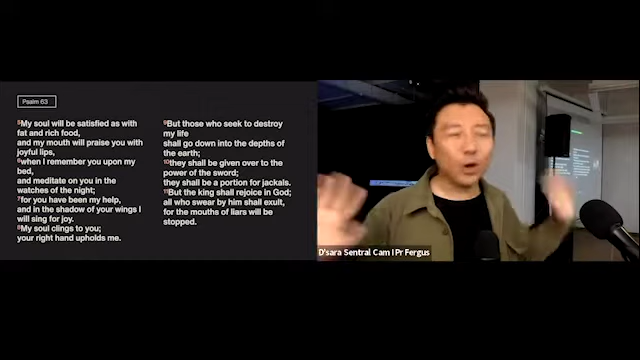 Psalm 63
5My soul will be satisfied as with
fat and rich food,
and my mouth will praise you with
joyful lips,
6when I remember you upon my
bed,
and meditate on you in the
watches of the night;
7for you have been my help,
and in the shadow of your wings I
will sing for joy.
8My soul clings to you;
your right hand upholds me.
9But those who seek to destroy
my life
shall go down into the depths of
the earth;
10they shall be given over to the
power of the sword;
they shall be a portion for jackals.
11But the king shall rejoice in God;
all who swear by him shall exult,
for the mouths of liars will be
stopped.
D'sara Sentral Cam I Pr Fergus